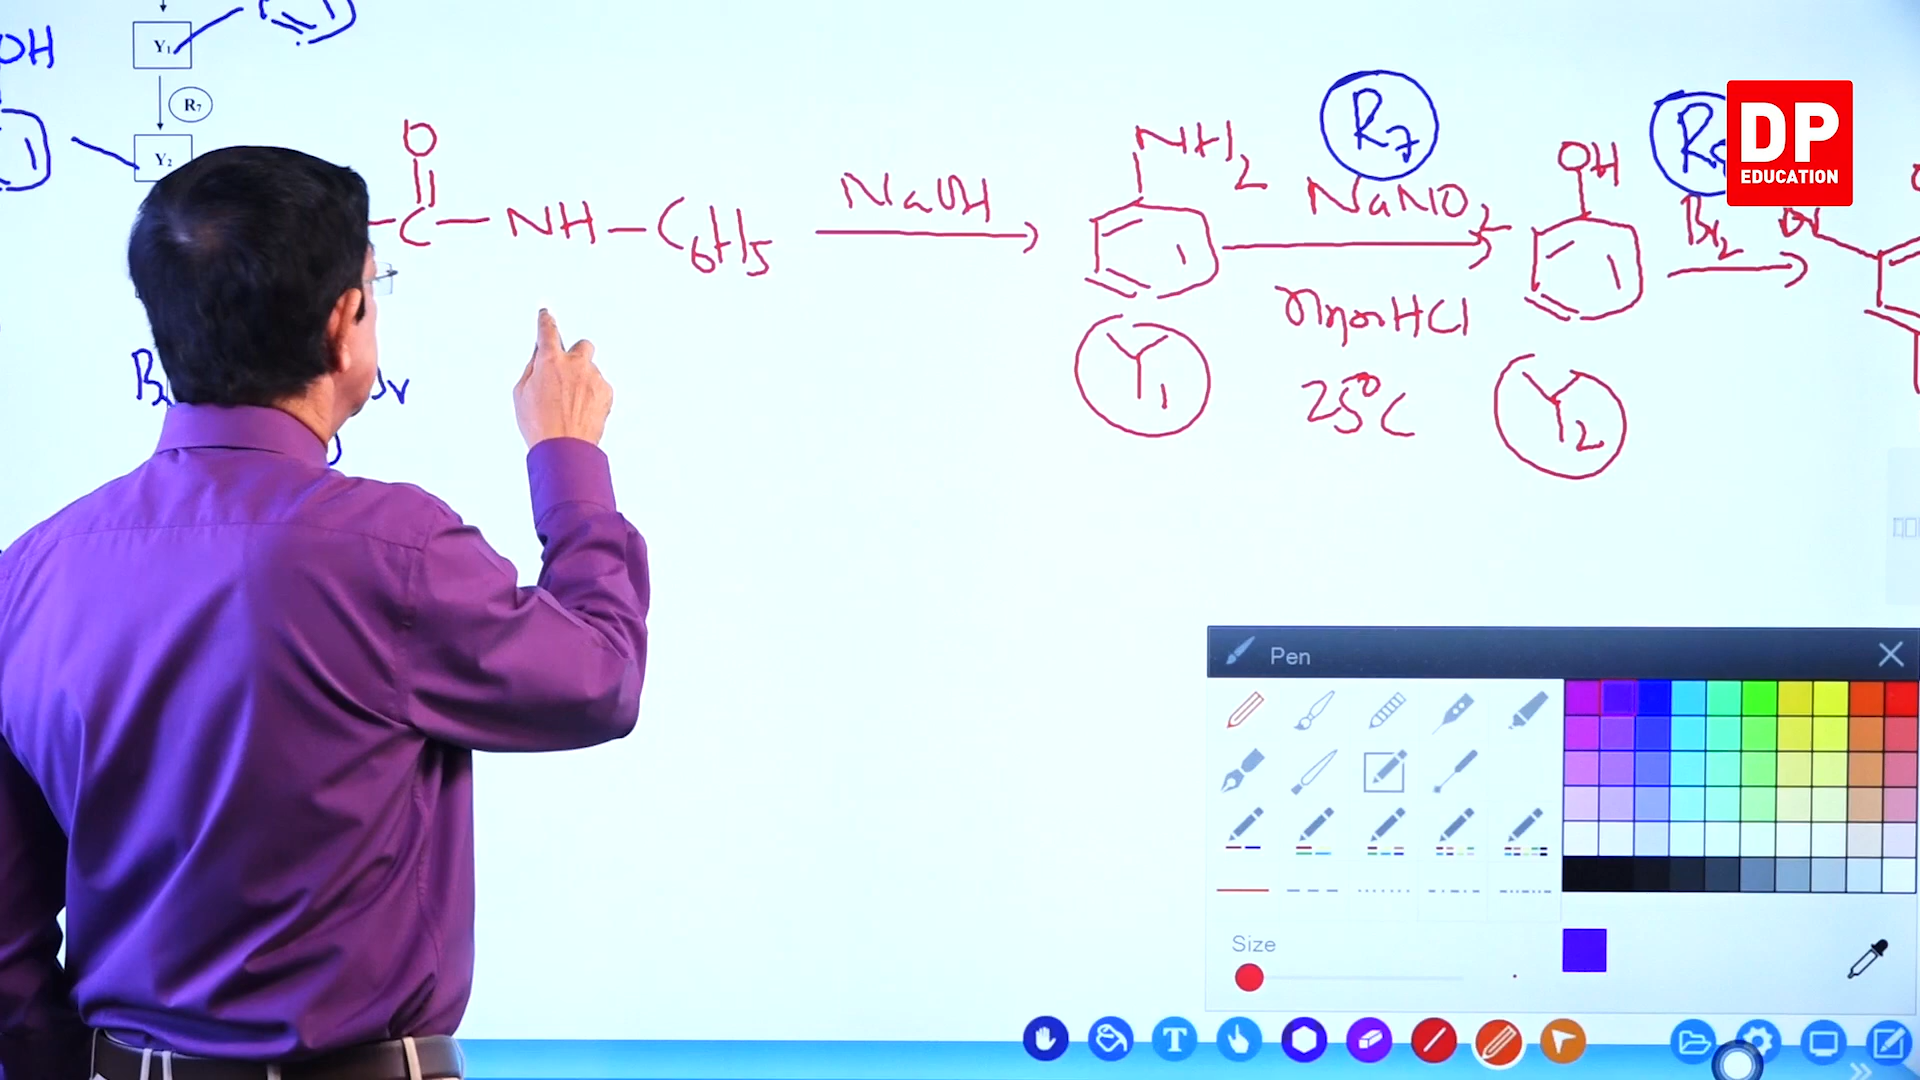 OH
Y₁
R₇
Y₂
O
C — NH — C₆H₅
NaOH
NH₂
R₇
NaNO₂
HCl
25°C
Y₁
OH
Br₂
Br
Y₂
DP
EDUCATION
Pen
Size
T